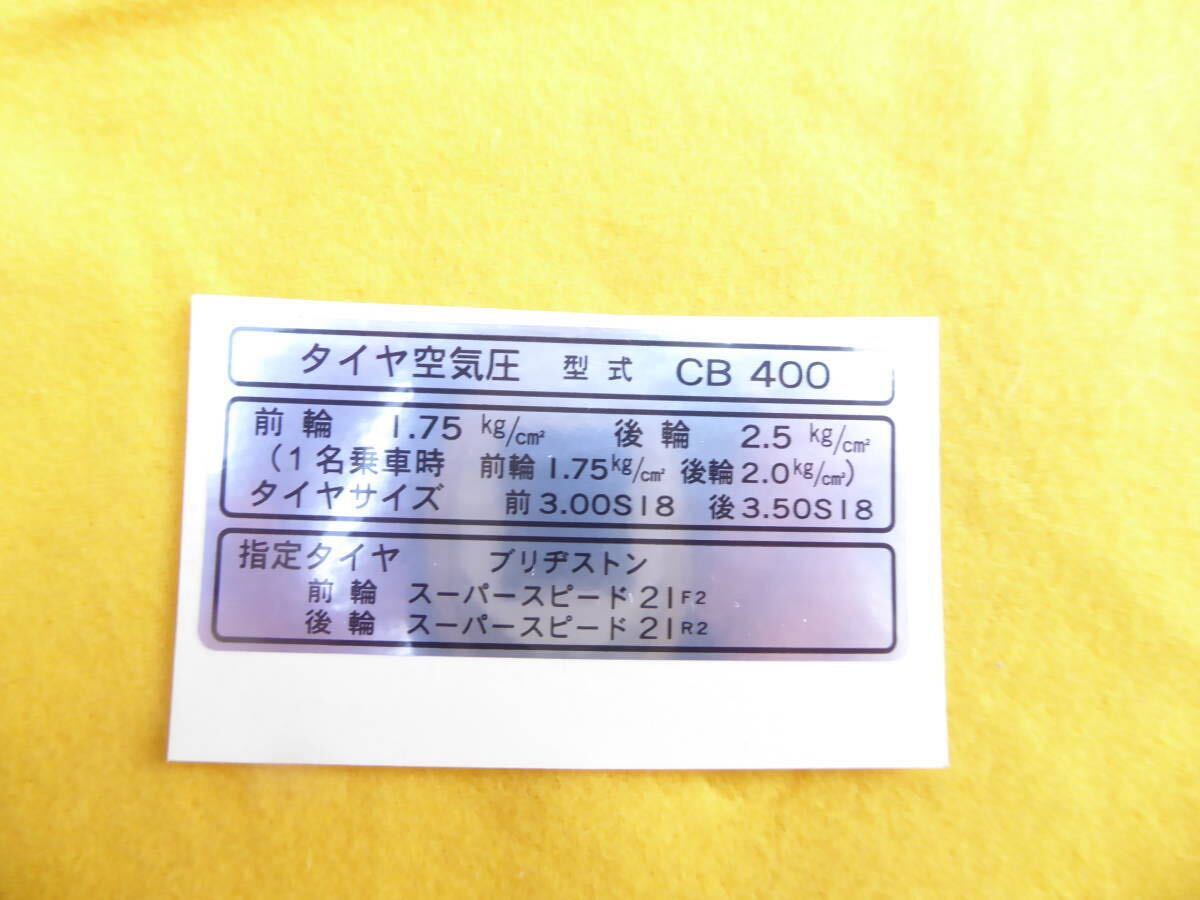 タイヤ空気圧 型式 CB 400
前輪 1.75 kg/cm² 後輪 2.5 kg/cm²
(1名乗車時 前輪1.75kg/cm² 後輪2.0kg/cm²)
タイヤサイズ 前3.00S18 後3.50S18
指定タイヤ ブリヂストン
前輪 スーパースピード21F2
後輪 スーパースピード21R2